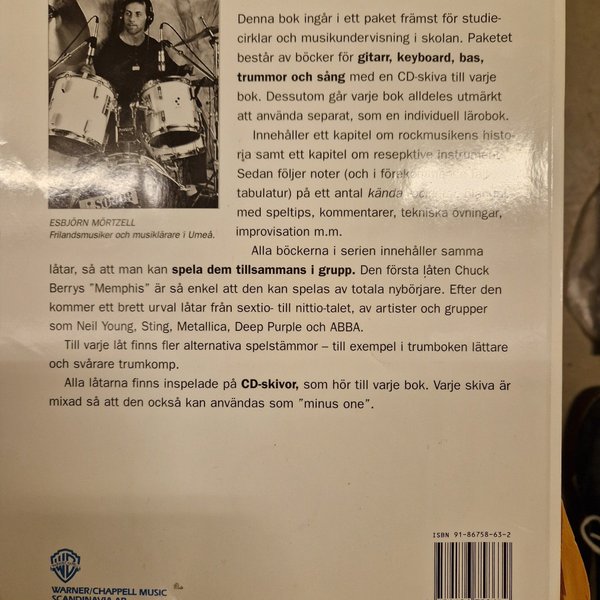 Denna bok ingår i ett paket främst för studie-
cirklar och musikundervisning i skolan. Paketet
består av böcker för gitarr, keyboard, bas,
trummor och sång med en CD-skiva till varje
bok. Dessutom går varje bok alldeles utmärkt
att använda separat, som en individuell lärobok.
Innehåller ett kapitel om rockmusikens histo-
rja samt ett kapitel om resepktive instrument.
Sedan följer noter (och i förekommande fall
tabulatur) på ett antal kända
med speltips, kommentarer, tekniska övningar,
improvisation m.m.
SONOR
ESBJÖRN MÖRTZELL
Frilandsmusiker och musiklärare i Umeå.
Alla böckerna i serien innehåller samma
låtar, så att man kan spela dem tillsammans i grupp. Den första låten Chuck
Berrys "Memphis" är så enkel att den kan spelas av totala nybörjare. Efter den
kommer ett brett urval låtar från sextio- till nittio-talet, av artister och grupper
som Neil Young, Sting, Metallica, Deep Purple och ABBA.
Till varje låt finns fler alternativa spelstämmor – till exempel i trumboken lättare
och svårare trumkomp.
Alla låtarna finns inspelade på CD-skivor, som hör till varje bok. Varje skiva är
mixad så att den också kan användas som "minus one".
ISBN 91-86758-63-2
WB
WARNER/CHAPPELL MUSIC
SCANDINAVIA AB